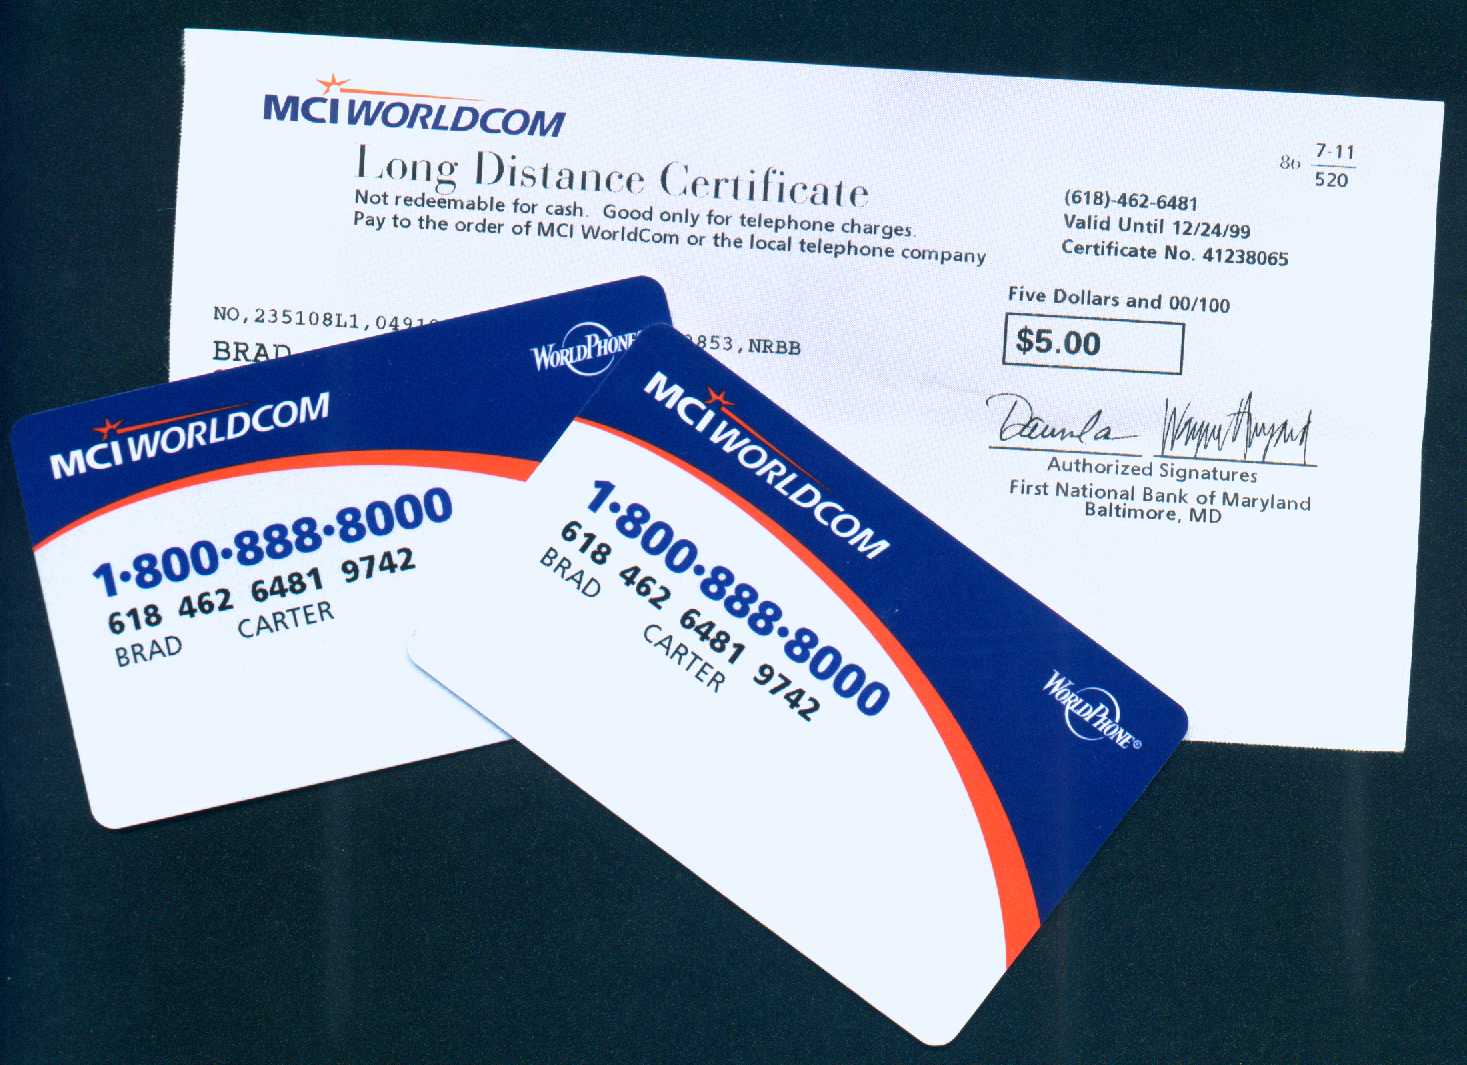 MCI WORLDCOM
Long Distance Certificate
Not redeemable for cash. Good only for telephone charges.
Pay to the order of MCI WorldCom or the local telephone company
86 7-11
520
(618)-462-6481
Valid Until 12/24/99
Certificate No. 41238065
Five Dollars and 00/100
$5.00
Authorized Signatures
First National Bank of Maryland
Baltimore, MD
NO,235108L1,0491 853,NRBB
BRAD
MCI WORLDCOM
WORLDPHONE
1·800·888·8000
618 462 6481 9742
BRAD CARTER
MCI WORLDCOM
1·800·888·8000
618 462 6481 9742
BRAD CARTER
WORLDPHONE®